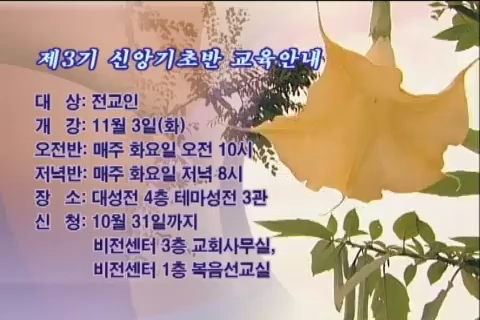 제3기 신앙기초반 교육안내
대 상: 전교인
개 강: 11월 3일(화)
오전반: 매주 화요일 오전 10시
저녁반: 매주 화요일 저녁 8시
장 소: 대성전 4층 테마성전 3관
신 청: 10월 31일까지
비전센터 3층 교회사무실,
비전센터 1층 복음선교실